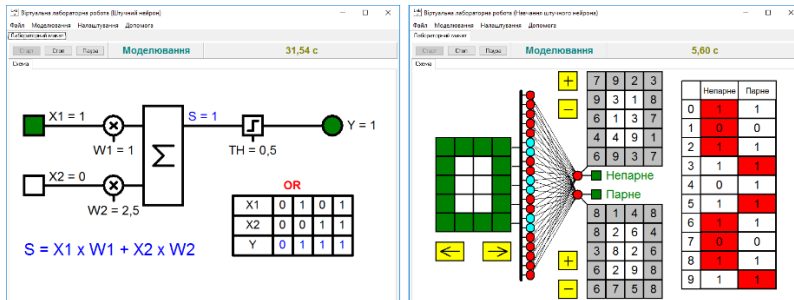 Віртуальна лабораторна робота (Штучний нейрон)
Файл Моделювання Налаштування Допомога
Лабораторний макет
Старт Стоп Пауза Моделювання 31,54 с
Схема
X1 = 1
W1 = 1
X2 = 0
W2 = 2,5
Σ
S = 1
TH = 0,5
Y = 1
OR
X1 0 1 0 1
X2 0 0 1 1
Y 0 1 1 1
S = X1 x W1 + X2 x W2
Віртуальна лабораторна робота (Навчання штучного нейрона)
Файл Моделювання Налаштування Допомога
Лабораторний макет
Старт Стоп Пауза Моделювання 5,60 с
Схема
+
−
7 9 2 3
9 3 1 8
6 1 3 7
4 4 9 1
6 9 3 7
Непарне
Парне
8 1 4 8
8 2 6 4
3 8 2 6
6 2 9 8
6 7 5 8
+
−
Непарне Парне
0 1 1
1 0 0
2 1 1
3 1 1
4 0 1
5 1 1
6 1 1
7 0 0
8 1 1
9 1 1